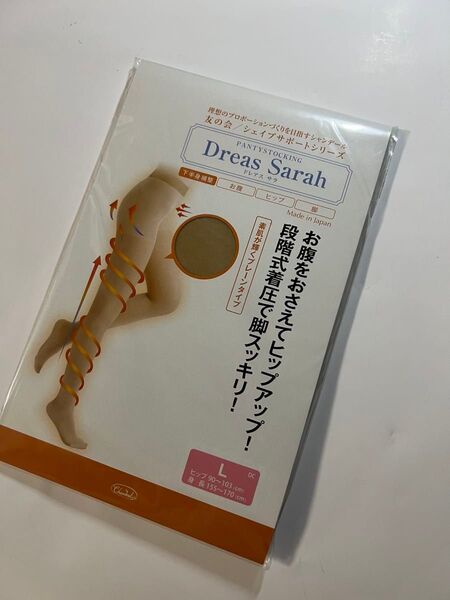 理想のプロポーションづくりを目指すシャンデール
友の会／シェイプサポートシリーズ
PANTYSTOCKING
Dreas Sarah
ドレアス サラ
下半身補整 お腹 ヒップ 脚
Made in Japan
お腹をおさえてヒップアップ！
段階式着圧で脚スッキリ！
素肌が輝くプレーンタイプ
L
DC
ヒップ 90〜103(cm)
身長 155〜170(cm)